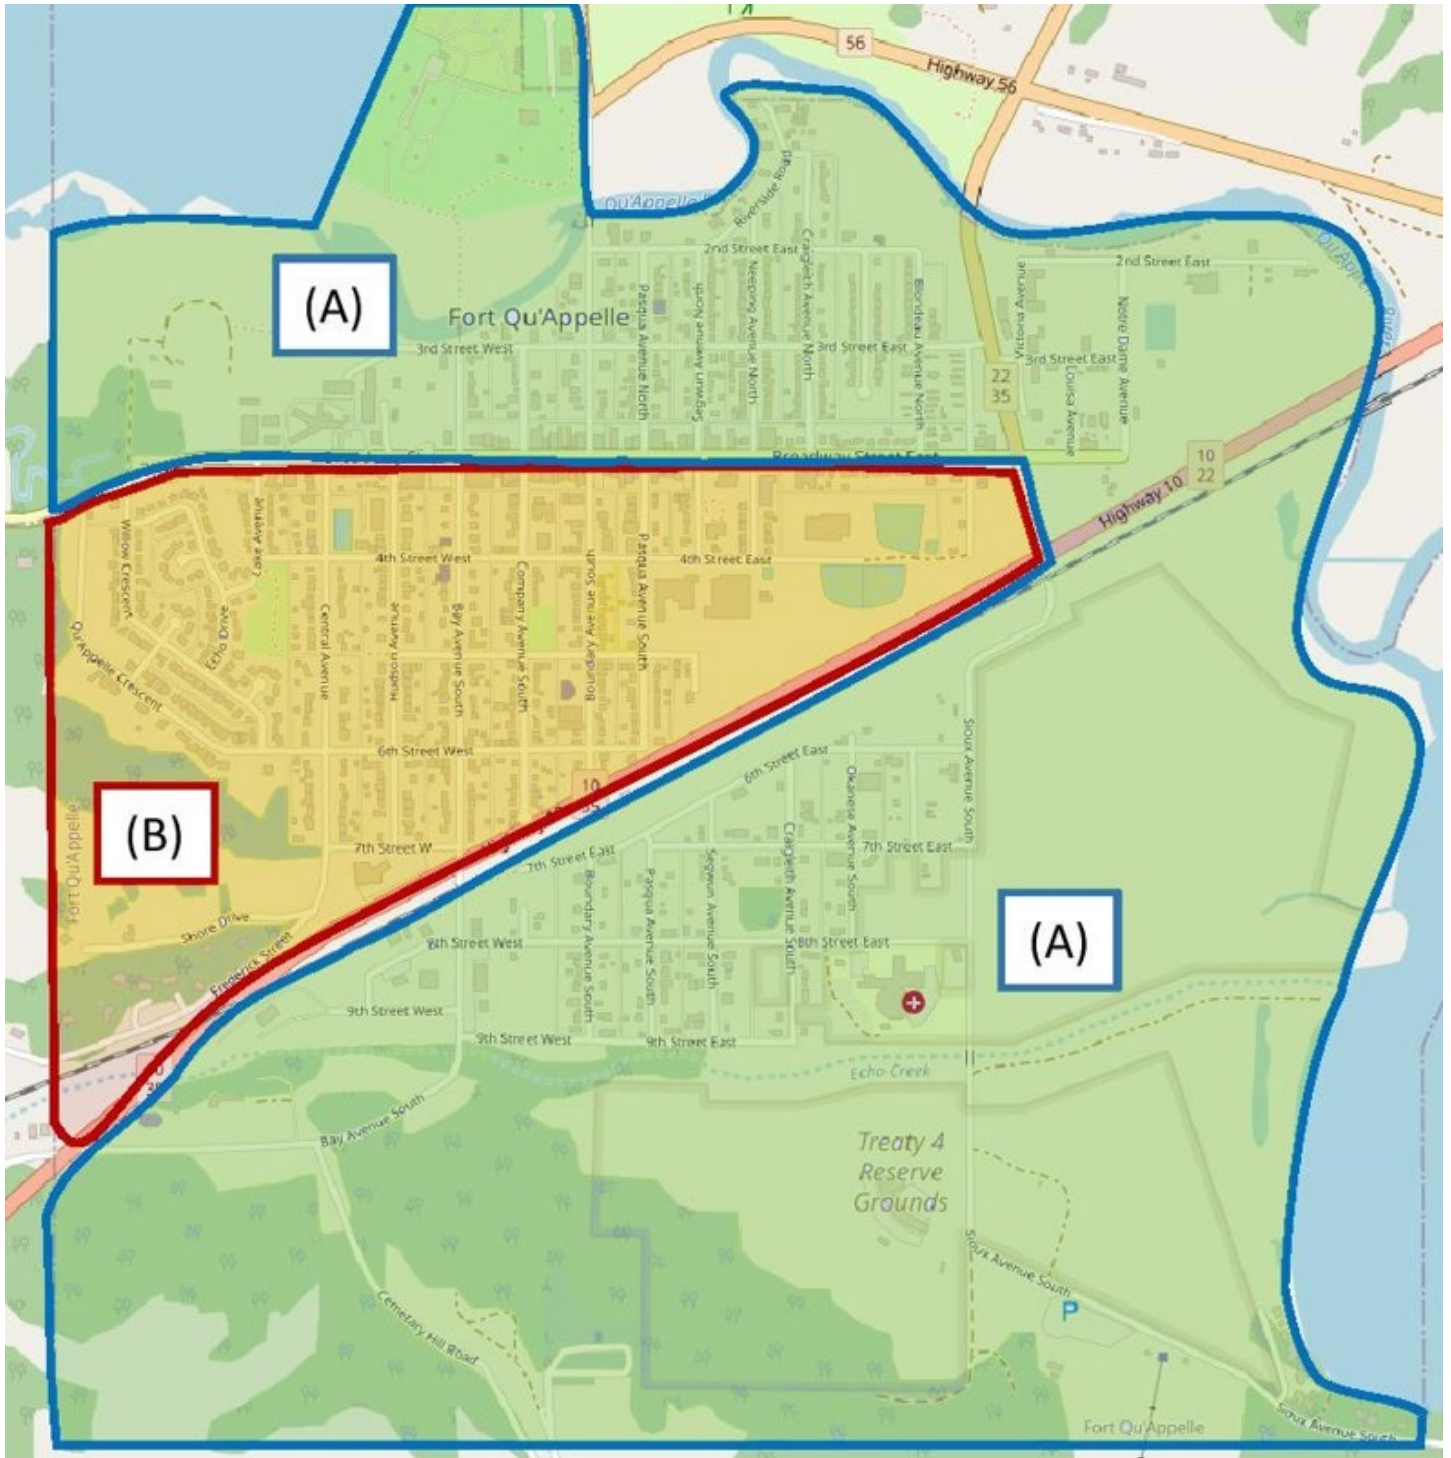 56
Highway 56
Qu'Appelle
Riverside Road
2nd Street East
Craigleith Avenue North
2nd Street East
Qu'Appelle River
(A)
Fort Qu'Appelle
Pasqua Avenue North
Segwun Avenue North
Neeping Avenue North
Blondeau Avenue North
Victoria Avenue
Notre Dame Avenue
3rd Street West
3rd Street East
3rd Street East
Louisa Avenue
22
35
Broadway Street East
10
22
Highway 10
Willow Crescent
Lake Avenue
4th Street West
4th Street East
Company Avenue South
Boundary Avenue South
Pasqua Avenue South
Echo Drive
Central Avenue
Hudson Avenue
Bay Avenue South
Qu'Appelle Crescent
6th Street West
6th Street East
Sioux Avenue South
10
35
Okanese Avenue South
(B)
Fort Qu'Appelle
7th Street W
7th Street East
7th Street East
Boundary Avenue South
Pasqua Avenue South
Segwun Avenue South
Craigleith Avenue South
Shore Drive
8th Street West
8th Street East
(A)
Frederick Street
9th Street West
9th Street West
9th Street East
Echo Creek
Bay Avenue South
Treaty 4
Reserve
Grounds
Sioux Avenue South
P
Cemetary Hill Road
Fort Qu'Appelle
Sioux Avenue South